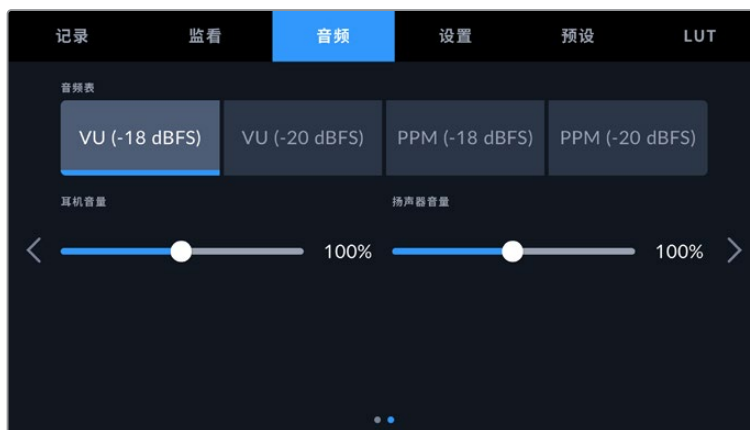 记录 监看 音频 设置 预设 LUT
音频表
VU (-18 dBFS) VU (-20 dBFS) PPM (-18 dBFS) PPM (-20 dBFS)
耳机音量 扬声器音量
100% 100%